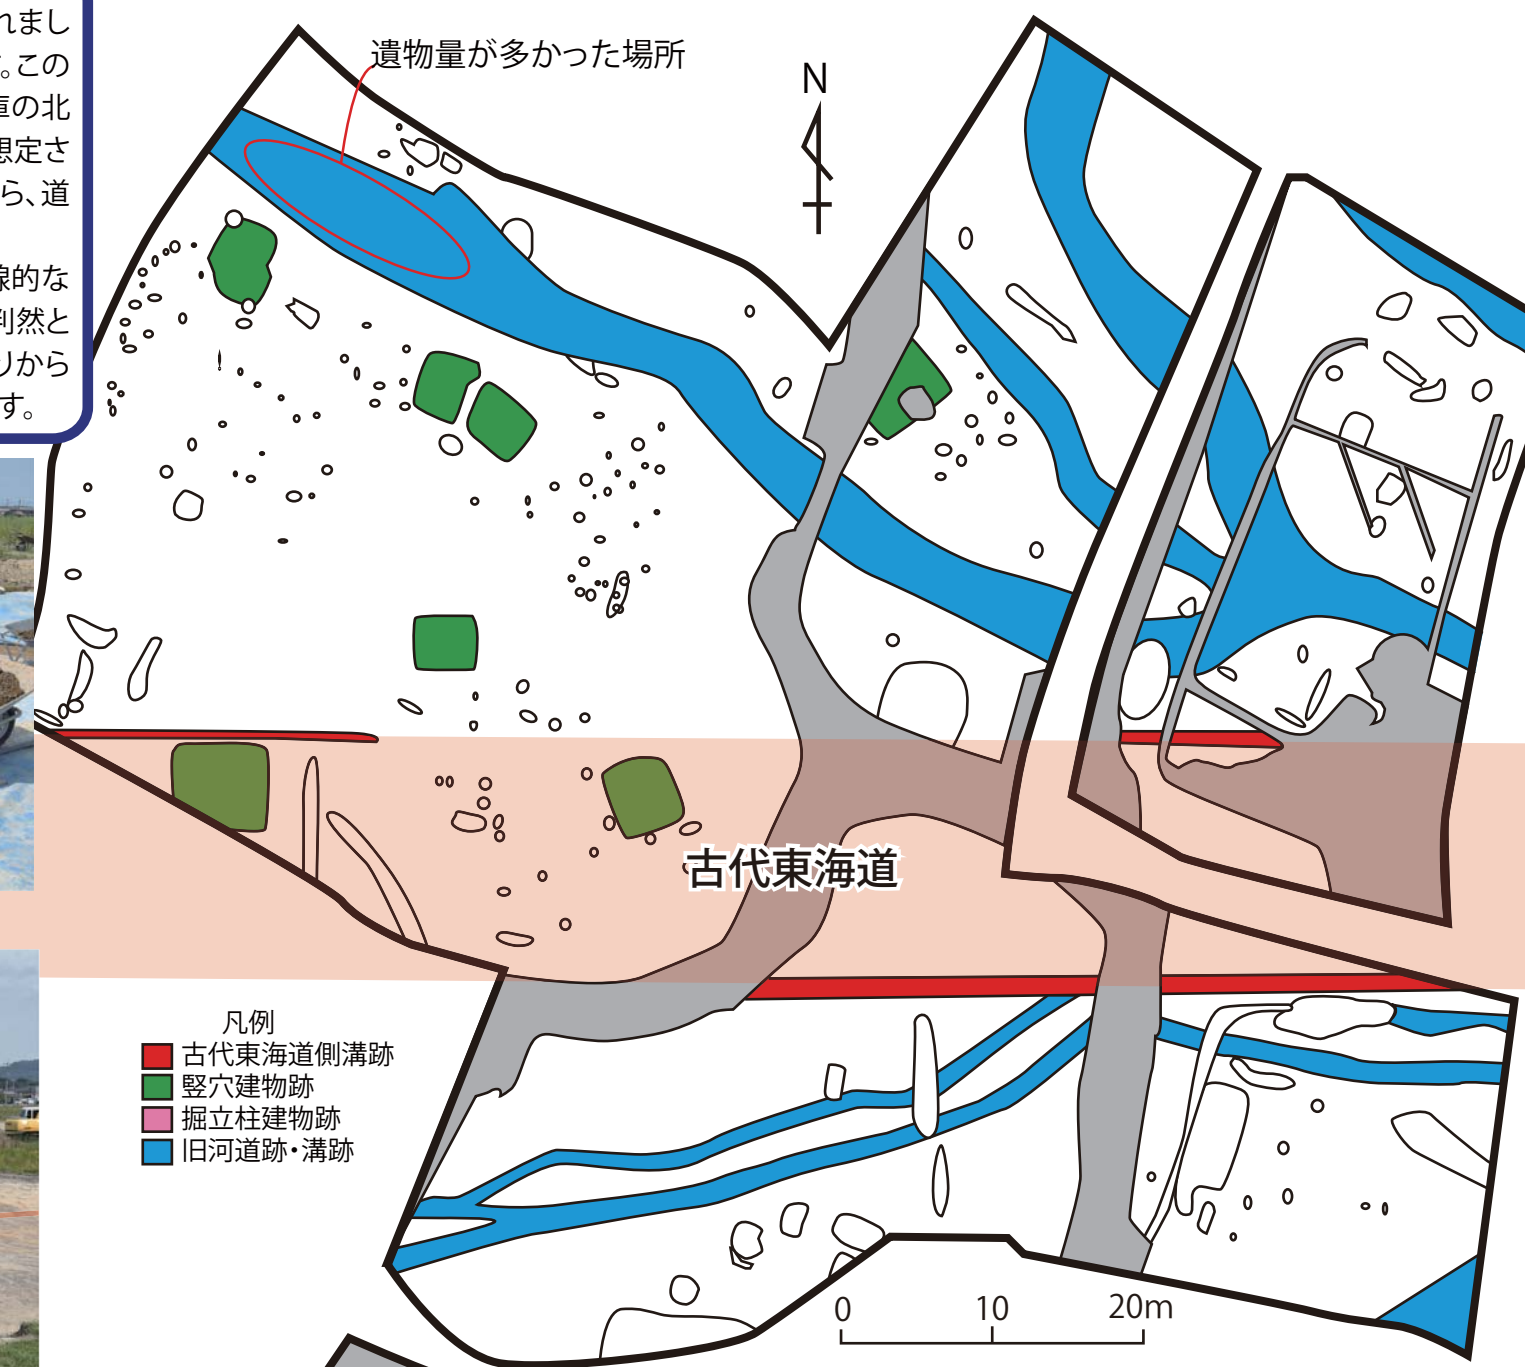 れまし
。この
庫の北
想定さ
ら、道
線的な
判然と
りから
す。
遺物量が多かった場所
N
古代東海道
凡例
古代東海道側溝跡
竪穴建物跡
掘立柱建物跡
旧河道跡・溝跡
0 10 20m